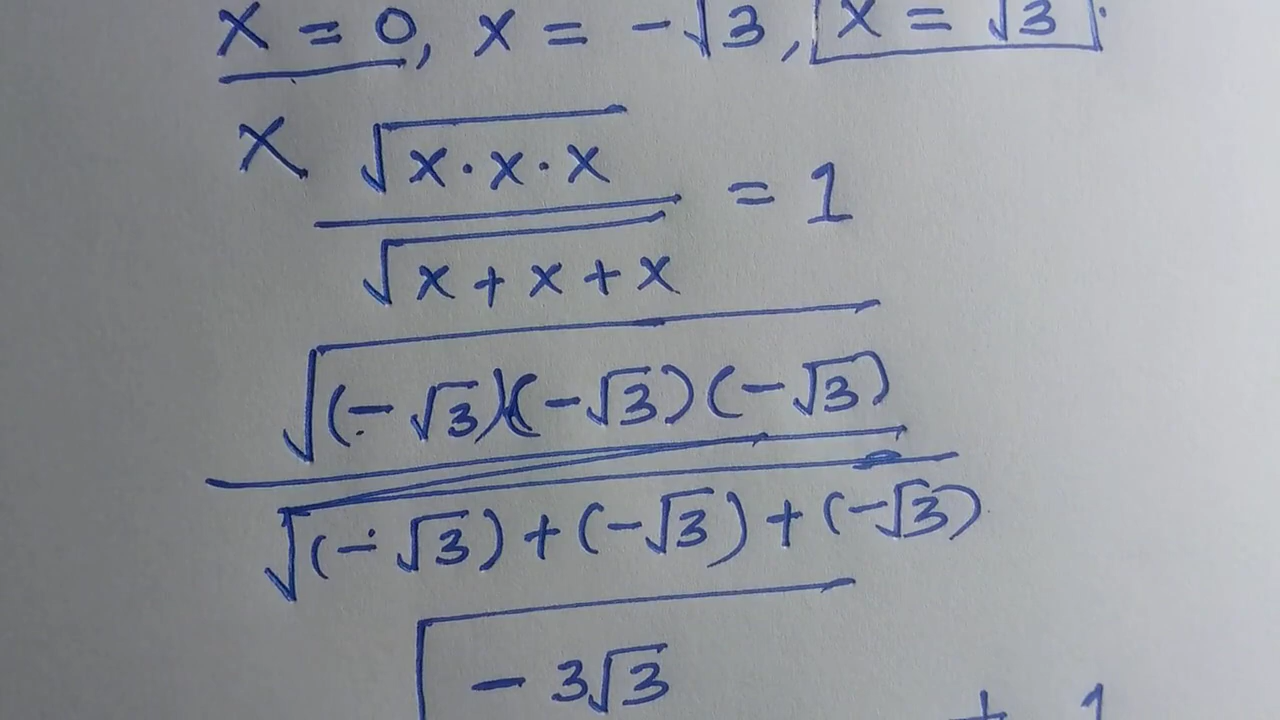 x = 0, x = -√3, x = √3.
x √(x·x·x) / √(x+x+x) = 1
√((-√3)(-√3)(-√3)) / √((-√3)+(-√3)+(-√3))
√(-3√3